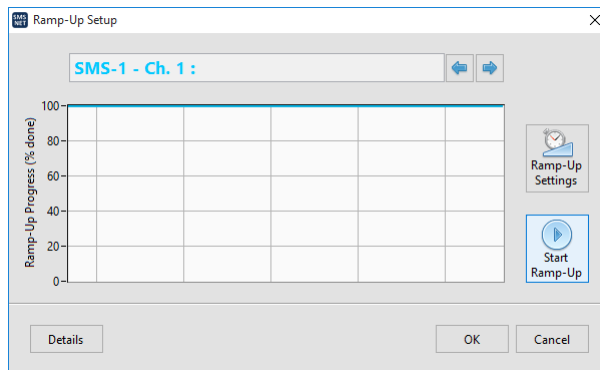 SMS
NET
Ramp-Up Setup
SMS-1 - Ch. 1 :
Ramp-Up Progress (% done)
100
80
60
40
20
0
Ramp-Up
Settings
Start
Ramp-Up
Details
OK
Cancel